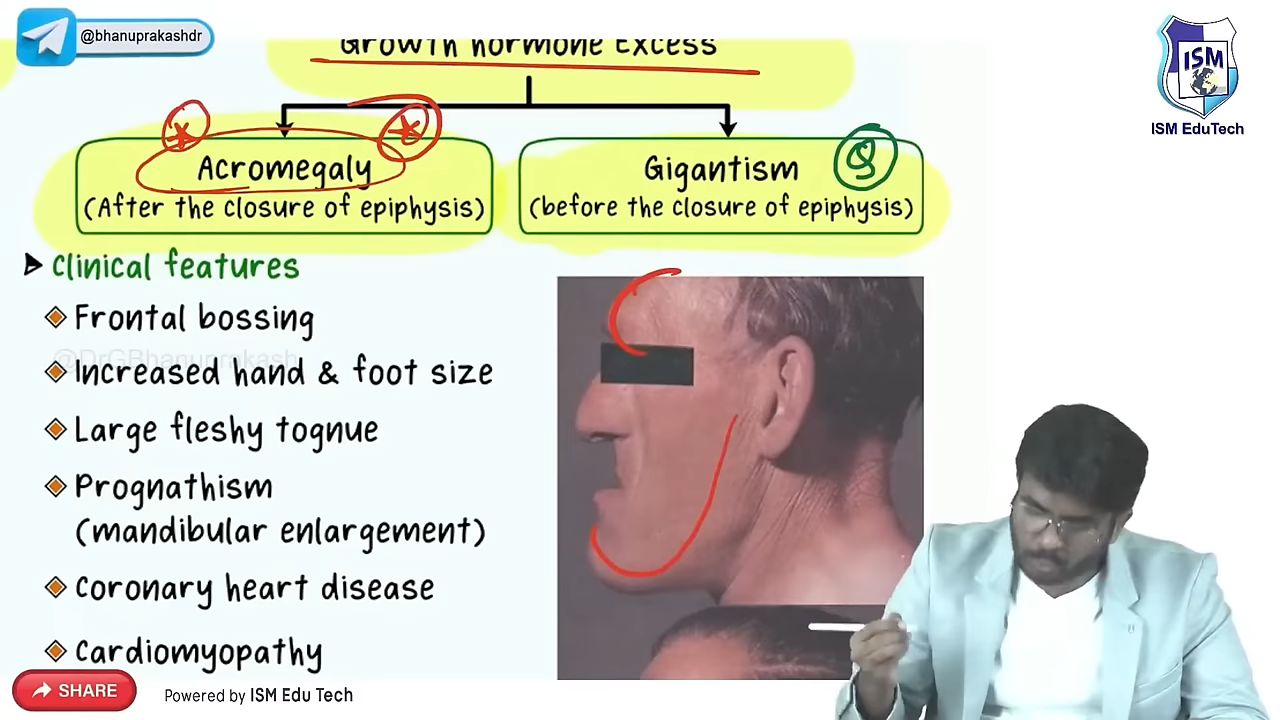 @bhanuprakashdr
Growth hormone Excess
ISM
ISM EduTech
Acromegaly
(After the closure of epiphysis)
Gigantism
(before the closure of epiphysis)
Clinical features
Frontal bossing
@DrGBhanuprakash
Increased hand & foot size
Large fleshy tognue
Prognathism
(mandibular enlargement)
Coronary heart disease
Cardiomyopathy
SHARE
Powered by ISM Edu Tech